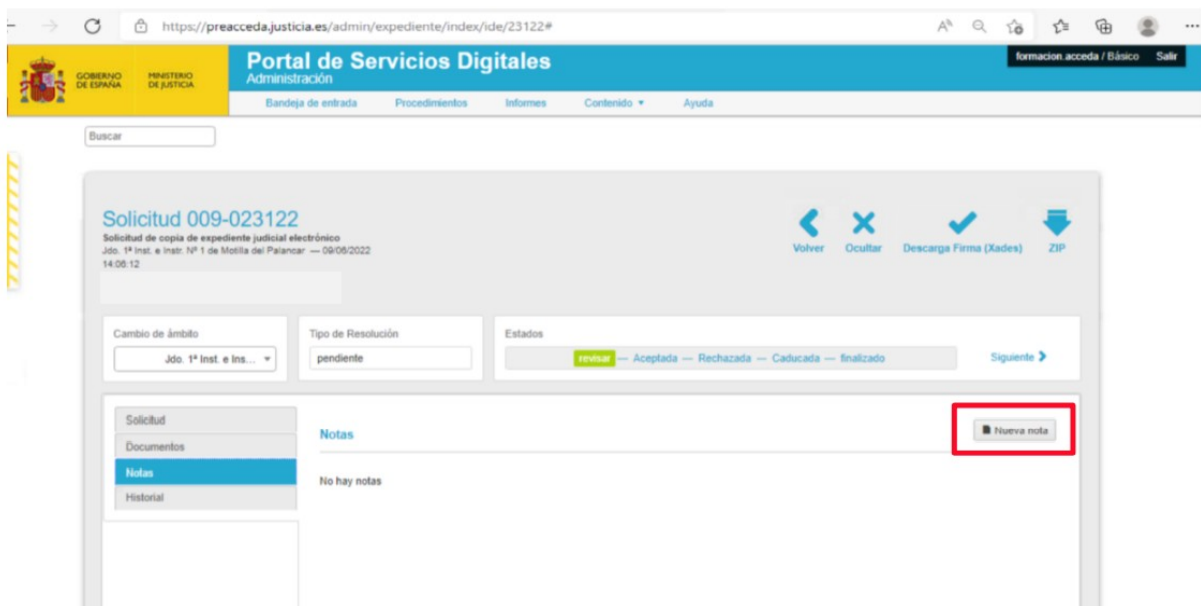 https://preacceda.justicia.es/admin/expediente/index/ide/23122#
GOBIERNO DE ESPAÑA
MINISTERIO DE JUSTICIA
Portal de Servicios Digitales
Administración
formacion.acceda / Básico Salir
Bandeja de entrada Procedimientos Informes Contenido Ayuda
Buscar
Solicitud 009-023122
Solicitud de copia de expediente judicial electrónico
Jdo. 1ª Inst. e Instr. Nº 1 de Motilla del Palancar — 09/06/2022
14:06:12
Volver Ocultar Descarga Firma (Xades) ZIP
Cambio de ámbito
Jdo. 1ª Inst. e Ins...
Tipo de Resolución
pendiente
Estados
revisar — Aceptada — Rechazada — Caducada — finalizado
Siguiente
Solicitud
Documentos
Notas
Historial
Notas
Nueva nota
No hay notas